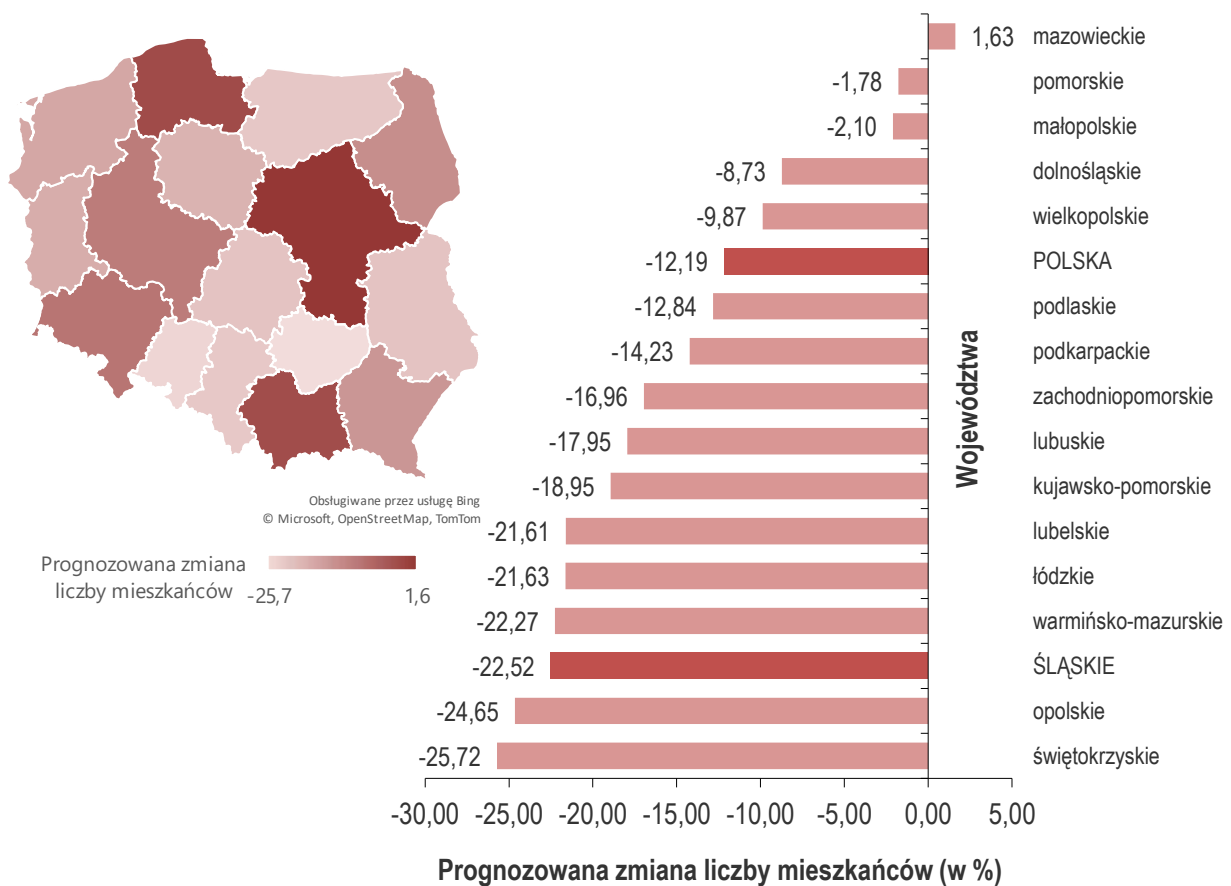 1,63 mazowieckie
-1,78 pomorskie
-2,10 małopolskie
-8,73 dolnośląskie
-9,87 wielkopolskie
-12,19 POLSKA
-12,84 podlaskie
-14,23 podkarpackie
-16,96 zachodniopomorskie
-17,95 lubuskie
-18,95 kujawsko-pomorskie
-21,61 lubelskie
-21,63 łódzkie
-22,27 warmińsko-mazurskie
-22,52 ŚLĄSKIE
-24,65 opolskie
-25,72 świętokrzyskie
Województwa
-30,00 -25,00 -20,00 -15,00 -10,00 -5,00 0,00 5,00
Prognozowana zmiana liczby mieszkańców (w %)
Obsługiwane przez usługę Bing
© Microsoft, OpenStreetMap, TomTom
Prognozowana zmiana
liczby mieszkańców
-25,7 1,6